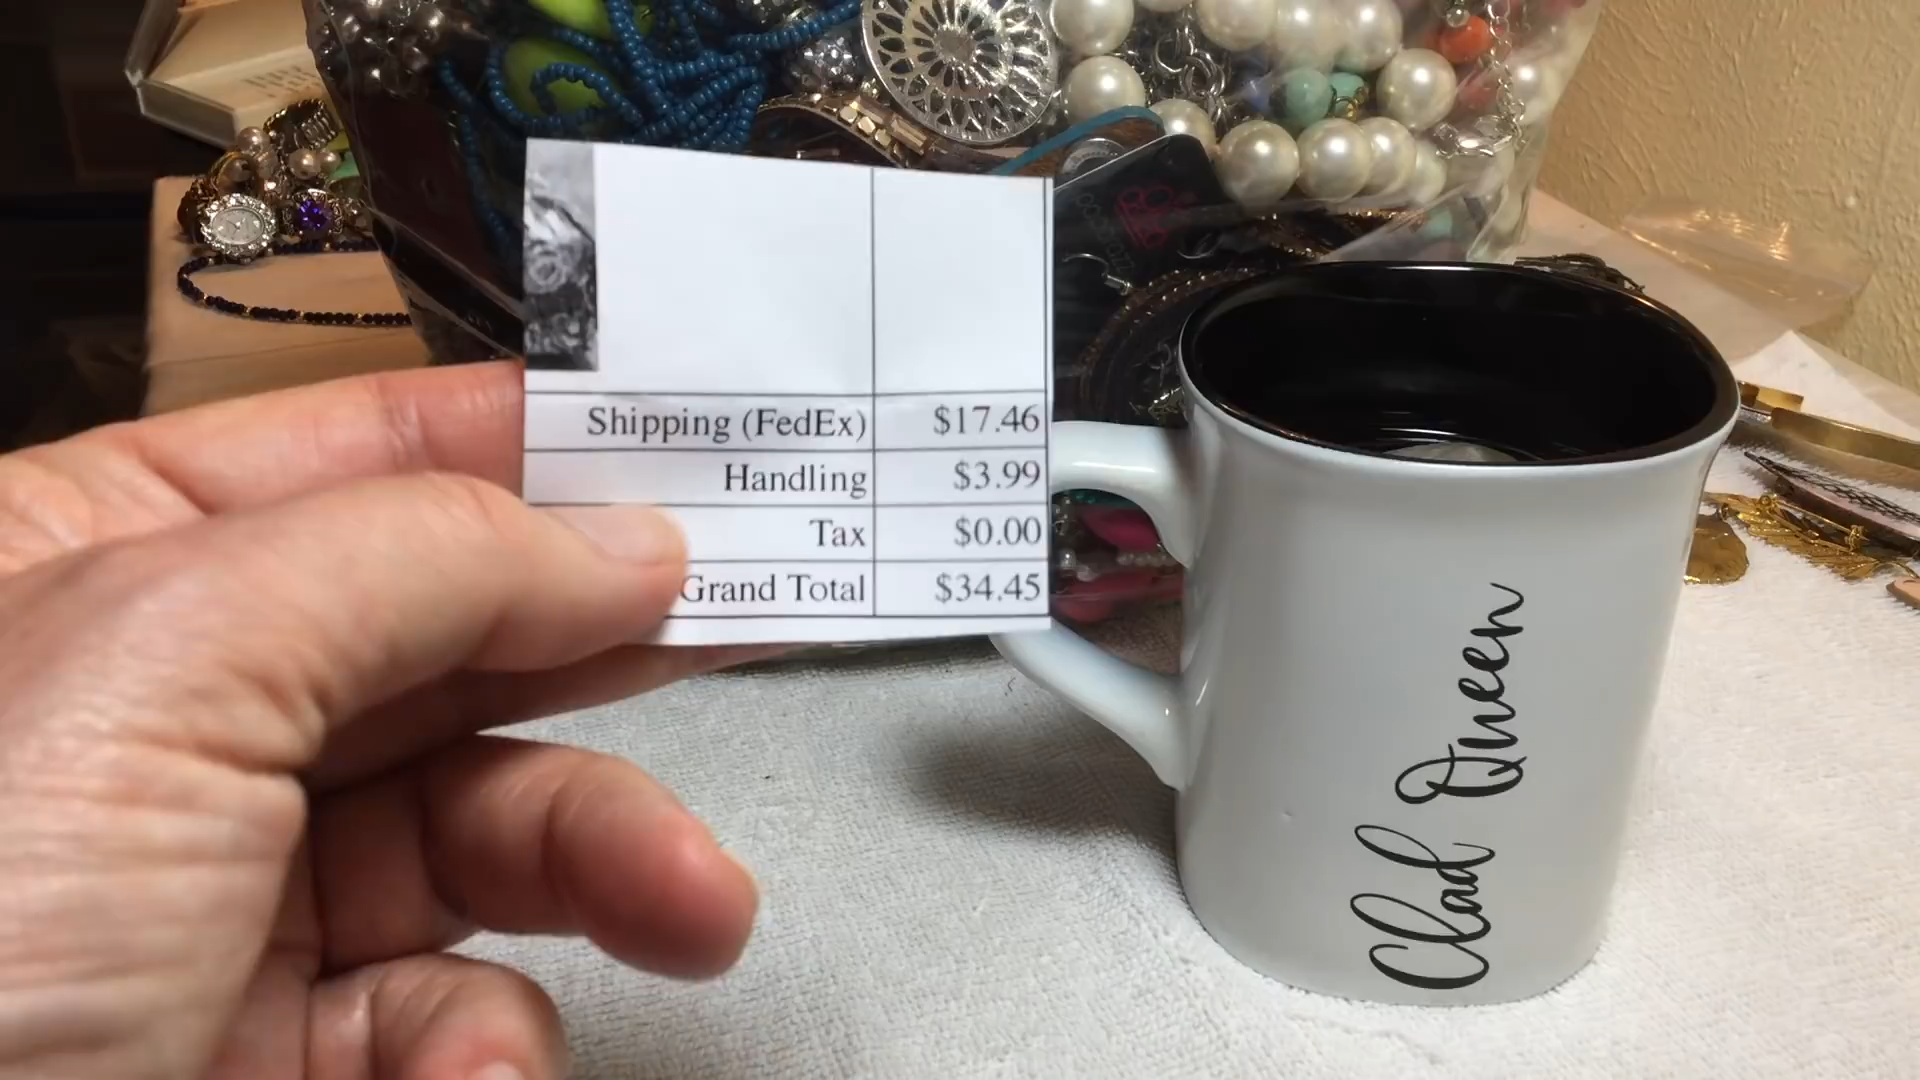 Shipping (FedEx) $17.46
Handling $3.99
Tax $0.00
Grand Total $34.45
Clad Queen